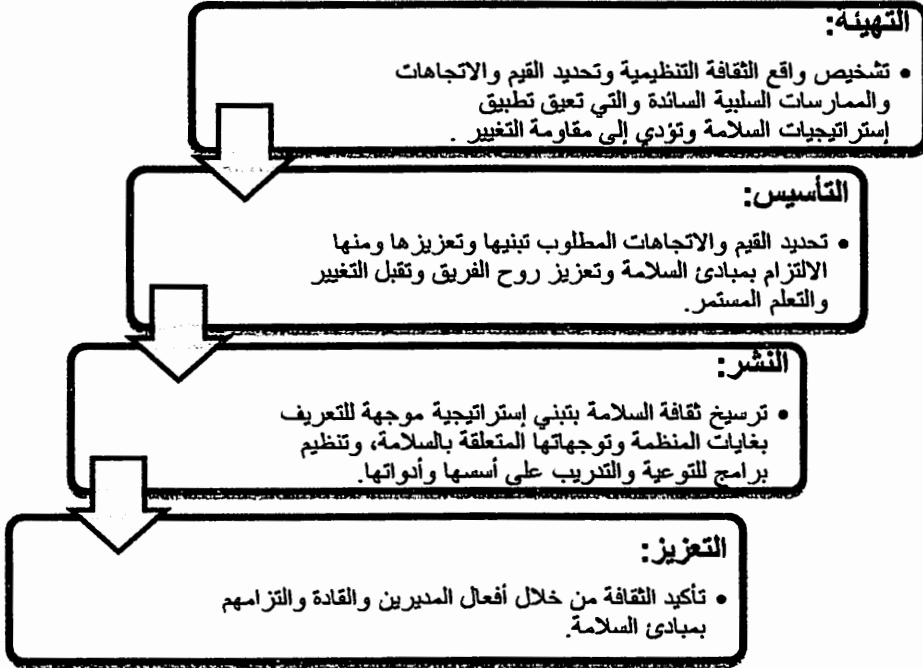 التهيئة:
• تشخيص واقع الثقافة التنظيمية وتحديد القيم والاتجاهات
والممارسات السلبية السائدة والتي تعيق تطبيق
إستراتيجيات السلامة وتؤدي إلى مقاومة التغيير .
التأسيس:
• تحديد القيم والاتجاهات المطلوب تبنيها وتعزيزها ومنها
الالتزام بمبادئ السلامة وتعزيز روح الفريق وتقبل التغيير
والتعلم المستمر.
النشر:
• ترسيخ ثقافة السلامة بتبني إستراتيجية موجهة للتعريف
بغايات المنظمة وتوجهاتها المتعلقة بالسلامة، وتنظيم
برامج للتوعية والتدريب على أسسها وأدواتها.
التعزيز:
• تأكيد الثقافة من خلال أفعال المديرين والقادة والتزامهم
بمبادئ السلامة.